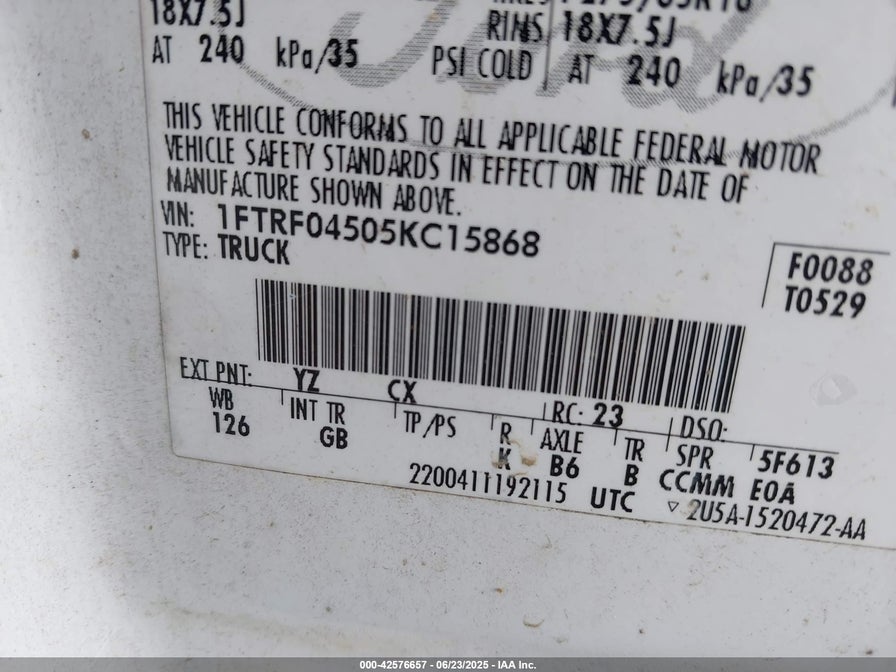 18X7.5J
RIMS 18X7.5J
AT 240 kPa/35 PSI COLD AT 240 kPa/35
THIS VEHICLE CONFORMS TO ALL APPLICABLE FEDERAL MOTOR
VEHICLE SAFETY STANDARDS IN EFFECT ON THE DATE OF
MANUFACTURE SHOWN ABOVE.
VIN: 1FTRF04505KC15868
TYPE: TRUCK
F0088
T0529
EXT PNT: YZ CX RC: 23 DSO:
WB INT TR TP/PS R AXLE TR SPR 5F613
126 GB K B6 B CCMM E0A
2200411192115 UTC ▽ 2U5A-1520472-AA
000-42576657 - 06/23/2025 - IAA Inc.